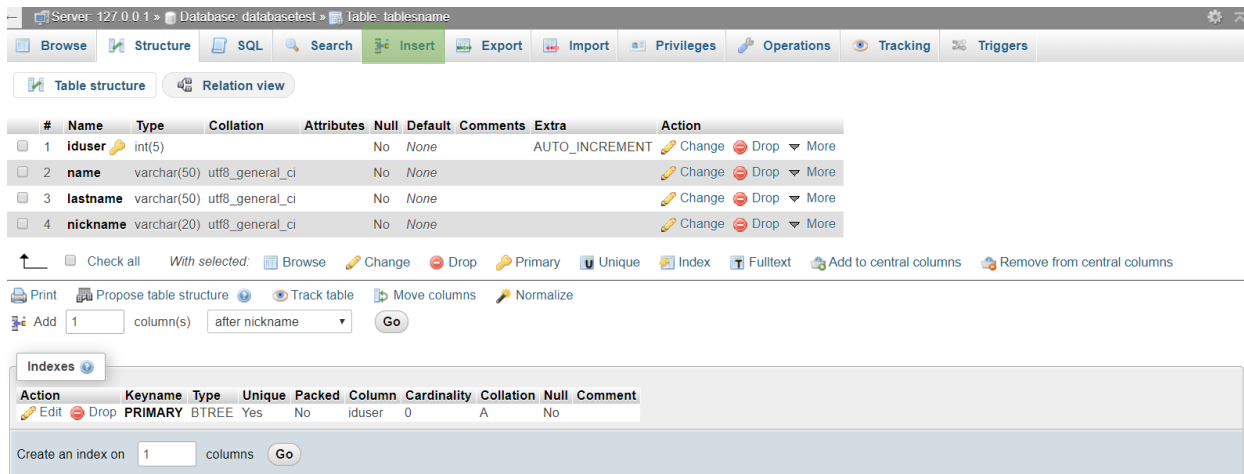 Server: 127.0.0.1 » Database: databasetest » Table: tablesname
Browse Structure SQL Search Insert Export Import Privileges Operations Tracking Triggers
Table structure Relation view
# Name Type Collation Attributes Null Default Comments Extra Action
1 iduser int(5) No None AUTO_INCREMENT Change Drop More
2 name varchar(50) utf8_general_ci No None Change Drop More
3 lastname varchar(50) utf8_general_ci No None Change Drop More
4 nickname varchar(20) utf8_general_ci No None Change Drop More
Check all With selected: Browse Change Drop Primary Unique Index Fulltext Add to central columns Remove from central columns
Print Propose table structure Track table Move columns Normalize
Add 1 column(s) after nickname Go
Indexes
Action Keyname Type Unique Packed Column Cardinality Collation Null Comment
Edit Drop PRIMARY BTREE Yes No iduser 0 A No
Create an index on 1 columns Go